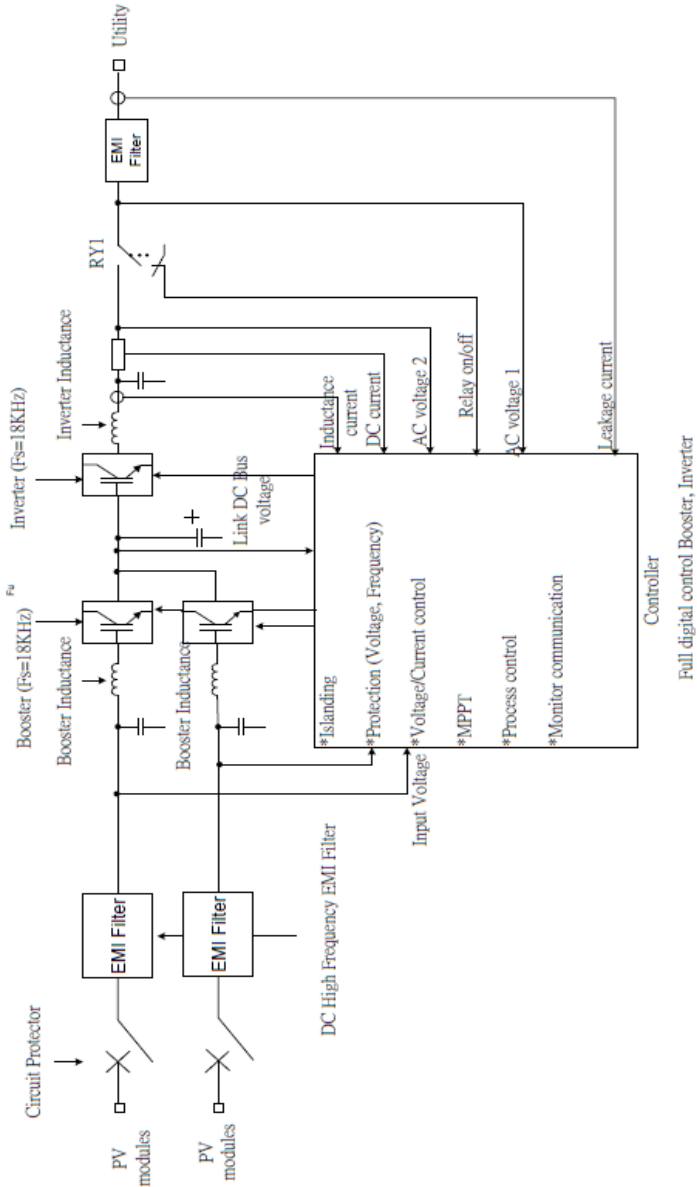 Circuit Protector
Booster (Fs=18KHz)
Fu
Inverter (Fs=18KHz)
Booster Inductance
Inverter Inductance
PV
modules
EMI Filter
RY1
EMI
Filter
Utility
Booster Inductance
PV
modules
EMI Filter
Link DC Bus
voltage
DC High Frequency EMI Filter
Input Voltage
Inductance
current
DC current
AC voltage 2
Relay on/off
AC voltage 1
Leakage current
*Islanding
*Protection (Voltage, Frequency)
*Voltage/Current control
*MPPT
*Process control
*Monitor communication
Controller
Full digital control Booster, Inverter